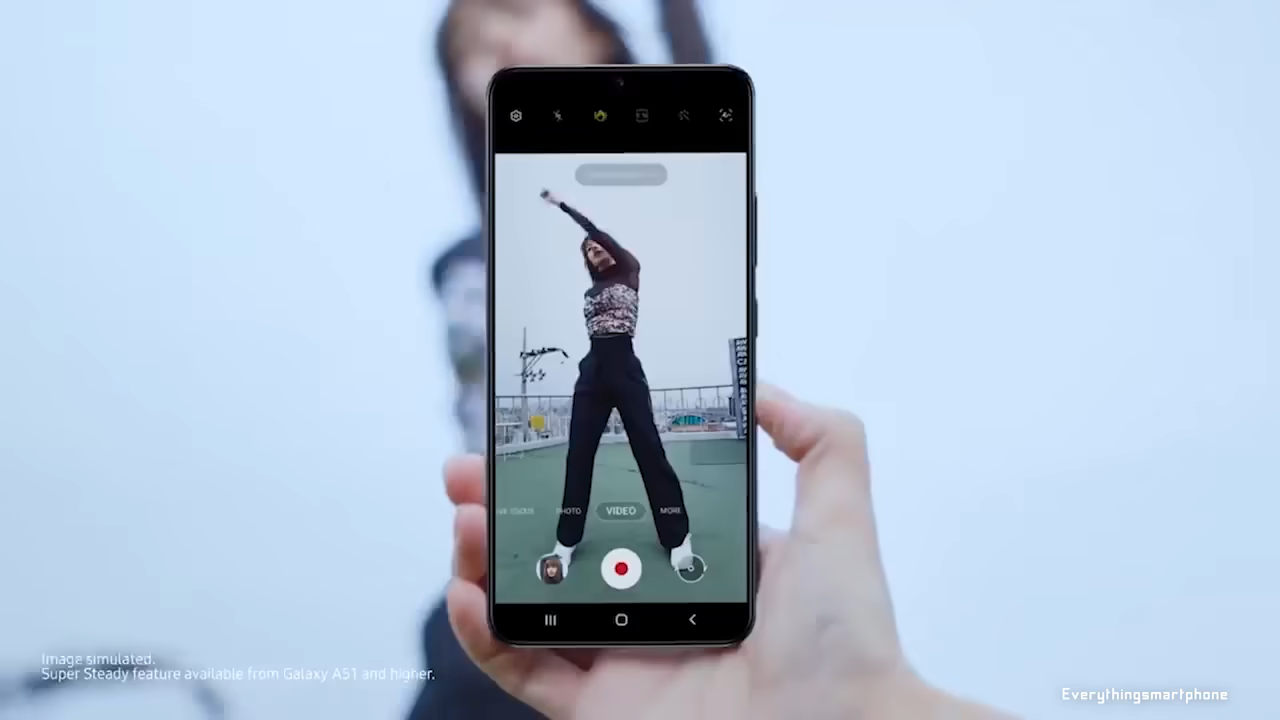 PHOTO VIDEO MORE
Image simulated.
Super Steady feature available from Galaxy A51 and higher.
Everythingsmartphone